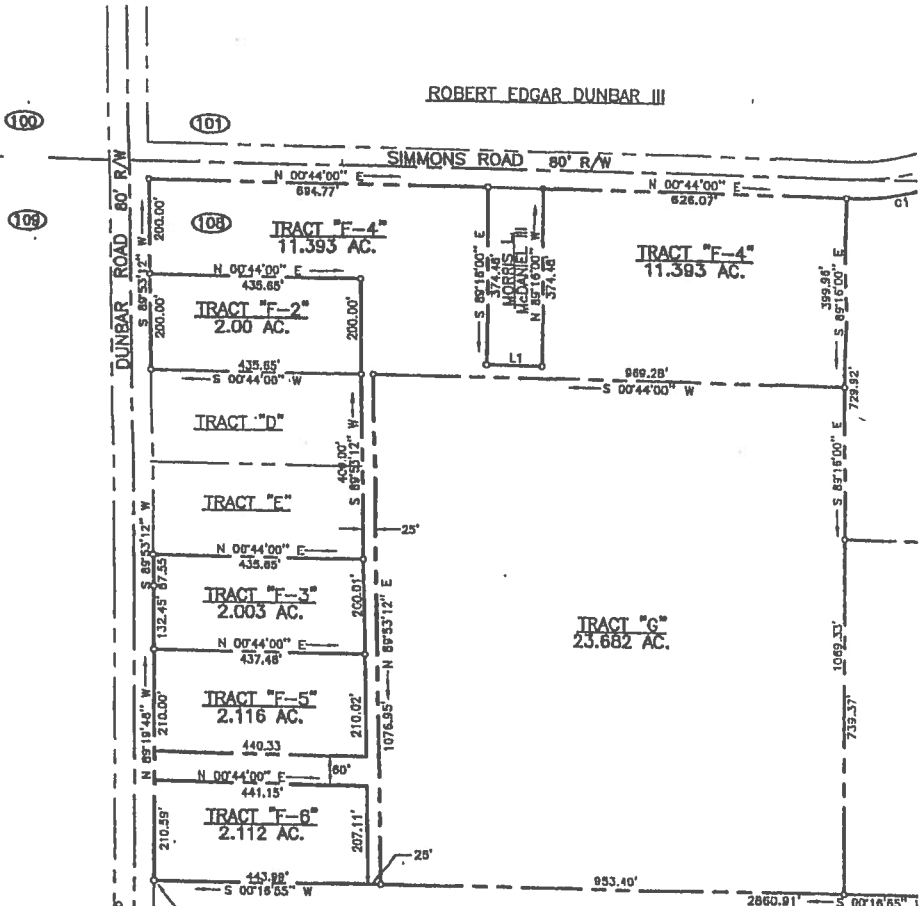 ROBERT EDGAR DUNBAR III
100
101
SIMMONS ROAD 80' R/W
N 00°44'00" E
694.77'
N 00°44'00" E
626.07'
C1
109
108
DUNBAR ROAD 80' R/W
200.00'
S 89°53'12" W
200.00'
TRACT "F-4"
11.393 AC.
S 89°16'00" E
374.48'
MORRIS L
McDANIEL III
N 89°16'00" W
374.48'
L1
TRACT "F-4"
11.393 AC.
399.96'
S 89°16'00" E
729.92'
N 00°44'00" E
435.65'
TRACT "F-2"
2.00 AC.
200.00'
435.65'
S 00°44'00" W
969.28'
S 00°44'00" W
TRACT "D"
400.00'
S 89°53'12" W
S 89°16'00" E
TRACT "E"
25'
S 89°53'12" W
67.55
N 00°44'00" E
435.65'
TRACT "F-3"
2.003 AC.
132.45'
200.01'
N 89°53'12" E
1076.95'
TRACT "G"
23.682 AC.
1069.33'
739.37'
N 00°44'00" E
437.48'
TRACT "F-5"
2.116 AC.
210.00'
N 89°19'48" W
210.02'
440.33
60'
N 00°44'00" E
441.15'
TRACT "F-6"
2.112 AC.
210.59'
207.11'
25'
443.99'
S 00°16'55" W
953.40'
2860.91'
S 00°16'55" W